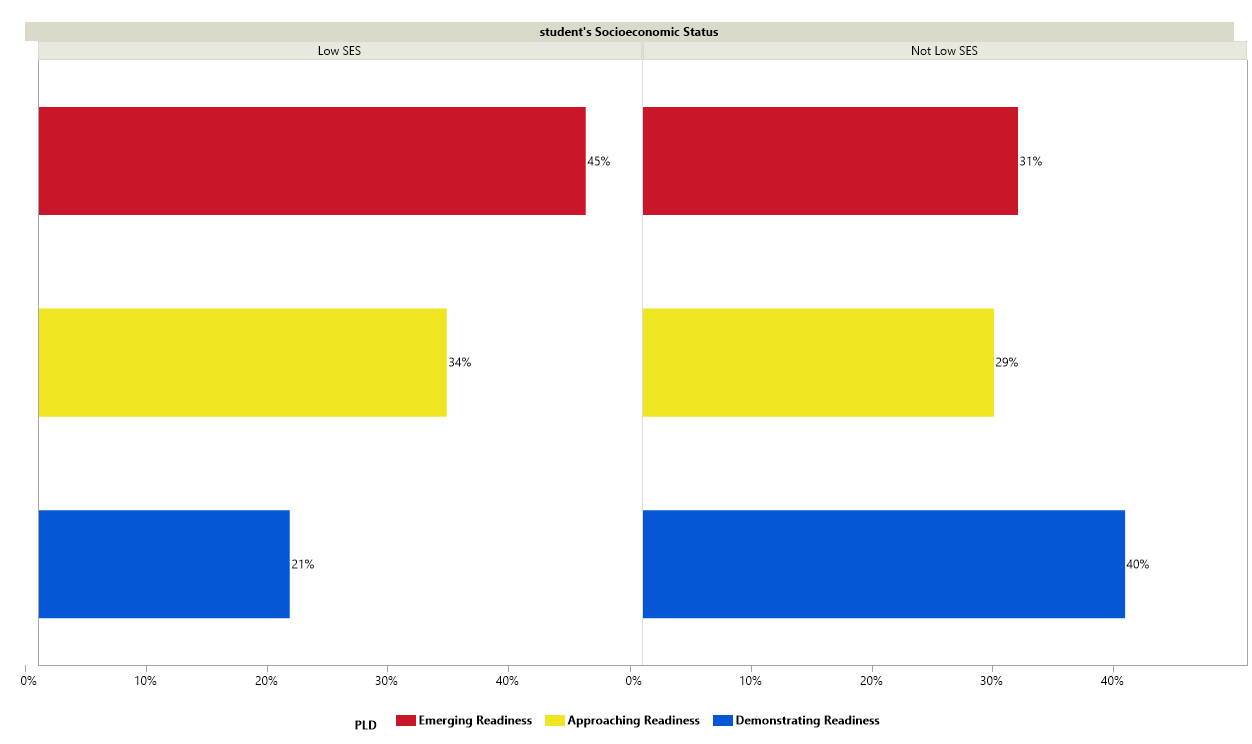 student's Socioeconomic Status
Low SES Not Low SES
45% 31%
34% 29%
21% 40%
0% 10% 20% 30% 40% 0% 10% 20% 30% 40%
PLD Emerging Readiness Approaching Readiness Demonstrating Readiness